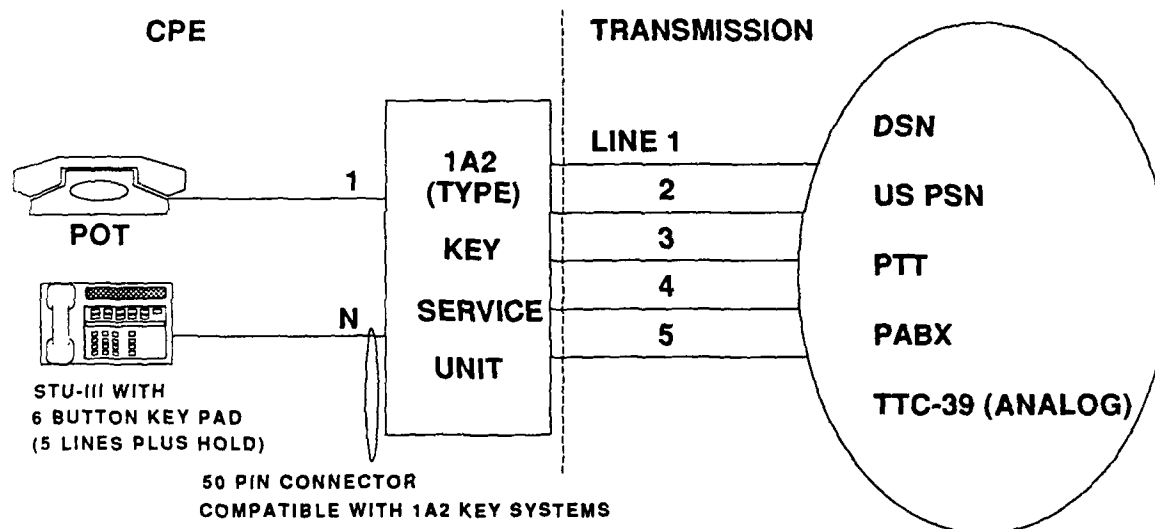 CPE
TRANSMISSION
1A2
(TYPE)
KEY
SERVICE
UNIT
POT
1
N
STU-III WITH
6 BUTTON KEY PAD
(5 LINES PLUS HOLD)
50 PIN CONNECTOR
COMPATIBLE WITH 1A2 KEY SYSTEMS
LINE 1
2
3
4
5
DSN
US PSN
PTT
PABX
TTC-39 (ANALOG)